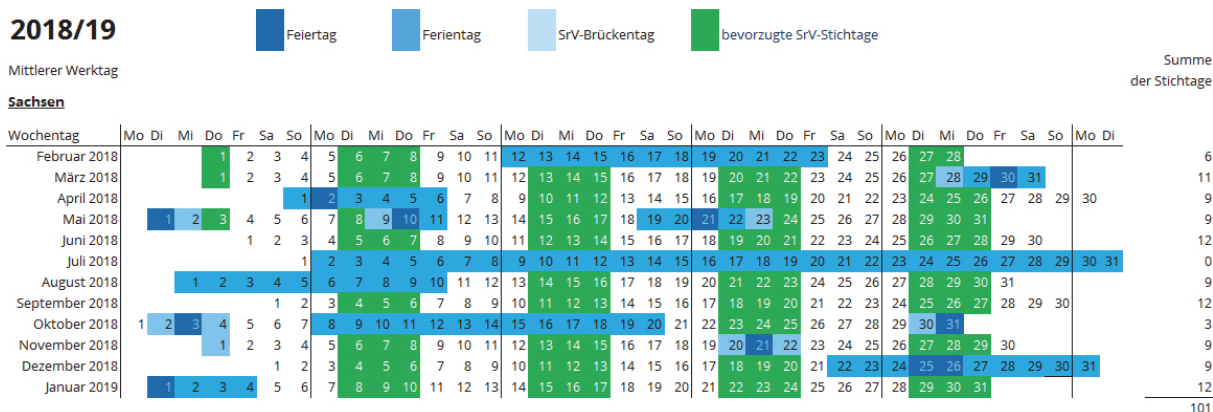 2018/19
Feiertag Ferientag SrV-Brückentag bevorzugte SrV-Stichtage
Mittlerer Werktag
Summe
der Stichtage
Sachsen
Wochentag Mo Di Mi Do Fr Sa So Mo Di Mi Do Fr Sa So Mo Di Mi Do Fr Sa So Mo Di Mi Do Fr Sa So Mo Di Mi Do Fr Sa So Mo Di
Februar 2018 1 2 3 4 5 6 7 8 9 10 11 12 13 14 15 16 17 18 19 20 21 22 23 24 25 26 27 28 6
März 2018 1 2 3 4 5 6 7 8 9 10 11 12 13 14 15 16 17 18 19 20 21 22 23 24 25 26 27 28 29 30 31 11
April 2018 1 2 3 4 5 6 7 8 9 10 11 12 13 14 15 16 17 18 19 20 21 22 23 24 25 26 27 28 29 30 9
Mai 2018 1 2 3 4 5 6 7 8 9 10 11 12 13 14 15 16 17 18 19 20 21 22 23 24 25 26 27 28 29 30 31 9
Juni 2018 1 2 3 4 5 6 7 8 9 10 11 12 13 14 15 16 17 18 19 20 21 22 23 24 25 26 27 28 29 30 12
Juli 2018 1 2 3 4 5 6 7 8 9 10 11 12 13 14 15 16 17 18 19 20 21 22 23 24 25 26 27 28 29 30 31 0
August 2018 1 2 3 4 5 6 7 8 9 10 11 12 13 14 15 16 17 18 19 20 21 22 23 24 25 26 27 28 29 30 31 9
September 2018 1 2 3 4 5 6 7 8 9 10 11 12 13 14 15 16 17 18 19 20 21 22 23 24 25 26 27 28 29 30 12
Oktober 2018 1 2 3 4 5 6 7 8 9 10 11 12 13 14 15 16 17 18 19 20 21 22 23 24 25 26 27 28 29 30 31 3
November 2018 1 2 3 4 5 6 7 8 9 10 11 12 13 14 15 16 17 18 19 20 21 22 23 24 25 26 27 28 29 30 9
Dezember 2018 1 2 3 4 5 6 7 8 9 10 11 12 13 14 15 16 17 18 19 20 21 22 23 24 25 26 27 28 29 30 31 9
Januar 2019 1 2 3 4 5 6 7 8 9 10 11 12 13 14 15 16 17 18 19 20 21 22 23 24 25 26 27 28 29 30 31 12
101